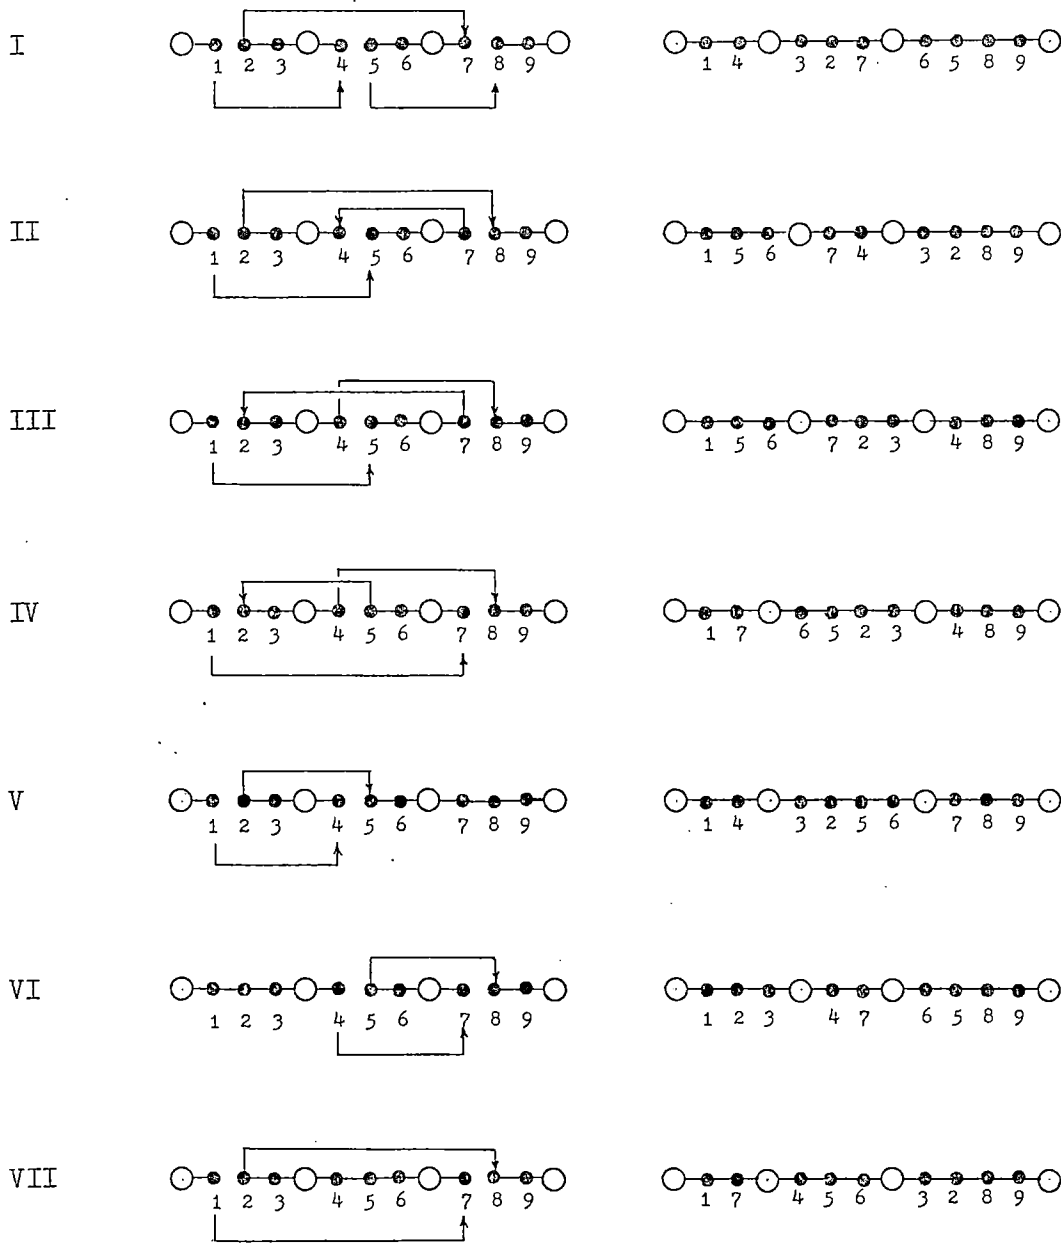 I
1 2 3 4 5 6 7 8 9 1 4 3 2 7 6 5 8 9
II
1 2 3 4 5 6 7 8 9 1 5 6 7 4 3 2 8 9
III
1 2 3 4 5 6 7 8 9 1 5 6 7 2 3 4 8 9
IV
1 2 3 4 5 6 7 8 9 1 7 6 5 2 3 4 8 9
V
1 2 3 4 5 6 7 8 9 1 4 3 2 5 6 7 8 9
VI
1 2 3 4 5 6 7 8 9 1 2 3 4 7 6 5 8 9
VII
1 2 3 4 5 6 7 8 9 1 7 4 5 6 3 2 8 9